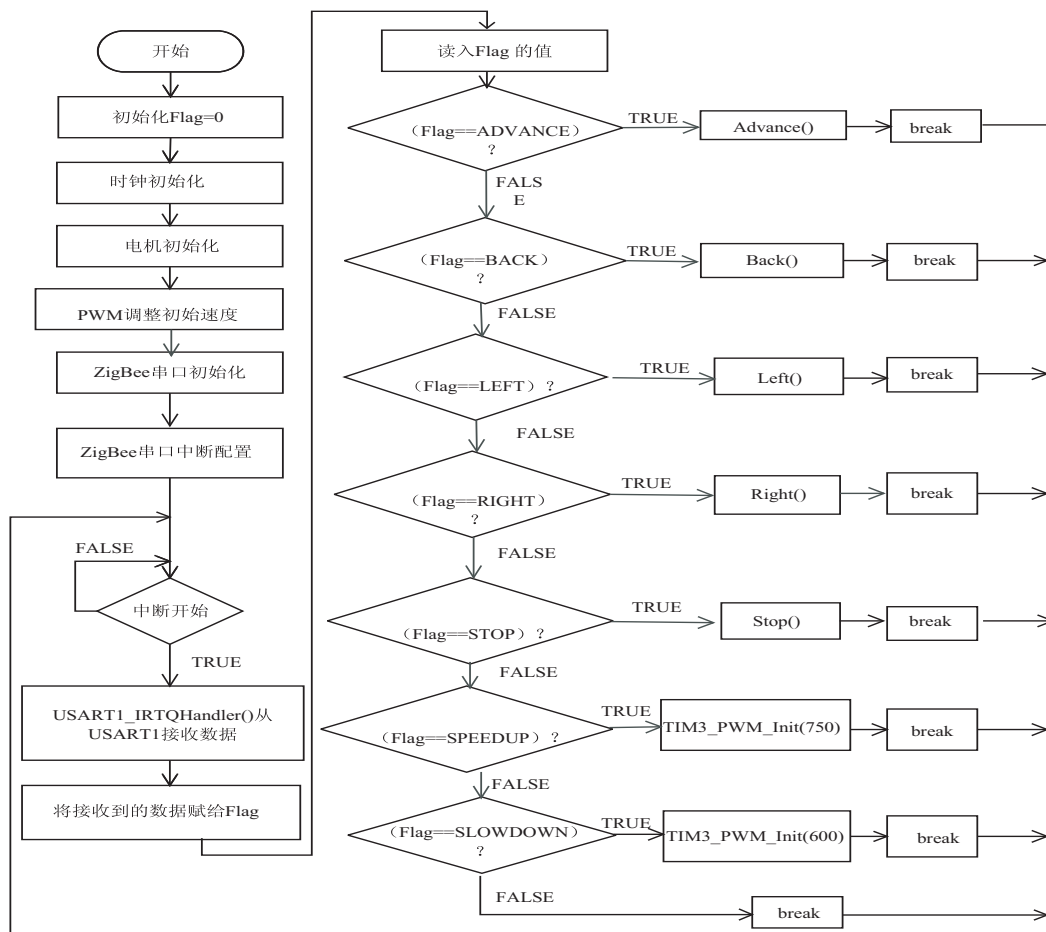 开始
初始化Flag=0
时钟初始化
电机初始化
PWM调整初始速度
ZigBee串口初始化
ZigBee串口中断配置
FALSE
中断开始
TRUE
USART1_IRTQHandler()从
USART1接收数据
将接收到的数据赋给Flag
读入Flag 的值
(Flag==ADVANCE)
?
TRUE
Advance()
break
FALS
E
(Flag==BACK)
?
TRUE
Back()
break
FALSE
(Flag==LEFT) ?
TRUE
Left()
break
FALSE
(Flag==RIGHT)
?
TRUE
Right()
break
FALSE
(Flag==STOP) ?
TRUE
Stop()
break
FALSE
(Flag==SPEEDUP) ?
TRUE
TIM3_PWM_Init(750)
break
FALSE
(Flag==SLOWDOWN)
?
TRUE
TIM3_PWM_Init(600)
break
FALSE
break